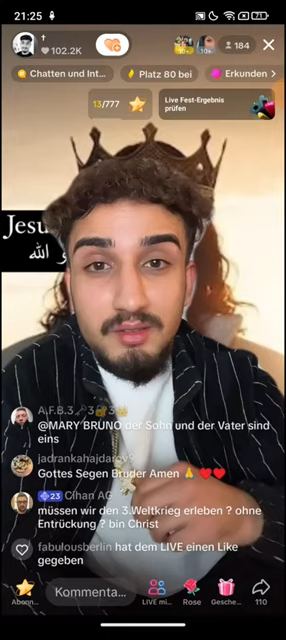 21:25
71
†
102.2K
10+
184
Chatten und Int...
Platz 80 bei
Erkunden >
13/777
Live Fest-Ergebnis
prüfen
Jesu
الله
A.F.B.3
@MARY BRUNO der Sohn und der Vater sind
eins
jadrankahajdarov9
Gottes Segen Bruder Amen 🙏❤️❤️
23 Cihan AG
müssen wir den 3.Weltkrieg erleben ? ohne
Entrückung ? bin Christ
fabulousberlin hat dem LIVE einen Like
gegeben
Abonn...
Kommenta...
LIVE mi...
Rose
Gesche...
110